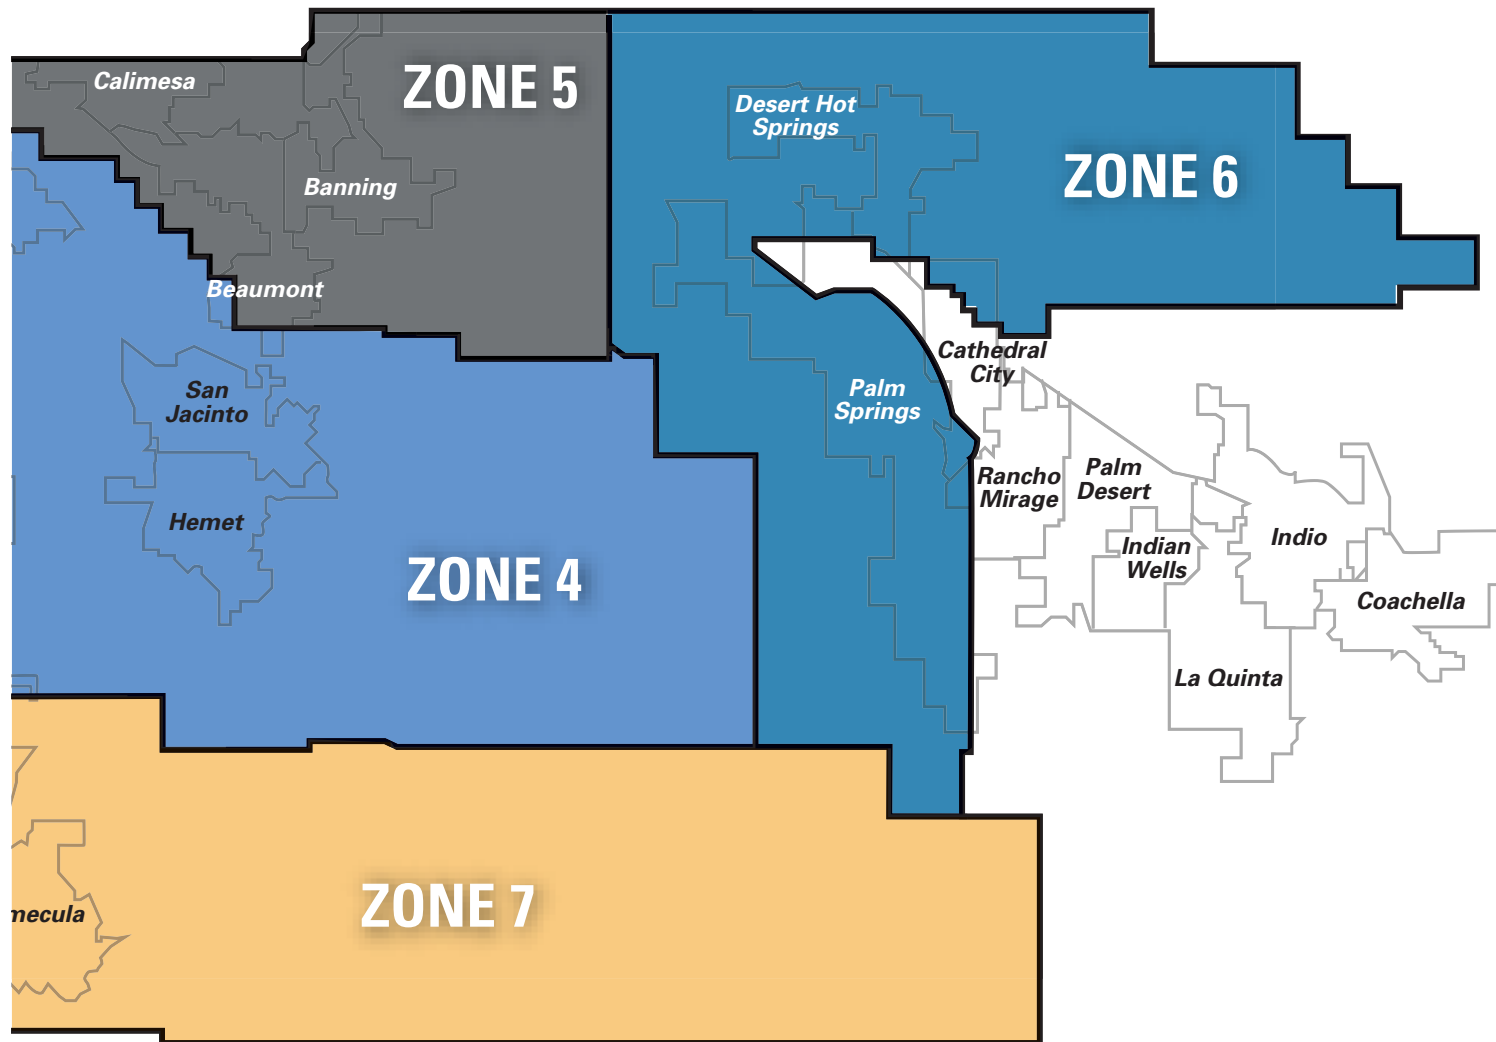 Calimesa
ZONE 5
Desert Hot
Springs
ZONE 6
Banning
Beaumont
Cathedral
City
San
Jacinto
Palm
Springs
Rancho
Mirage
Palm
Desert
Hemet
Indian
Wells
Indio
ZONE 4
Coachella
La Quinta
ZONE 7
mecula